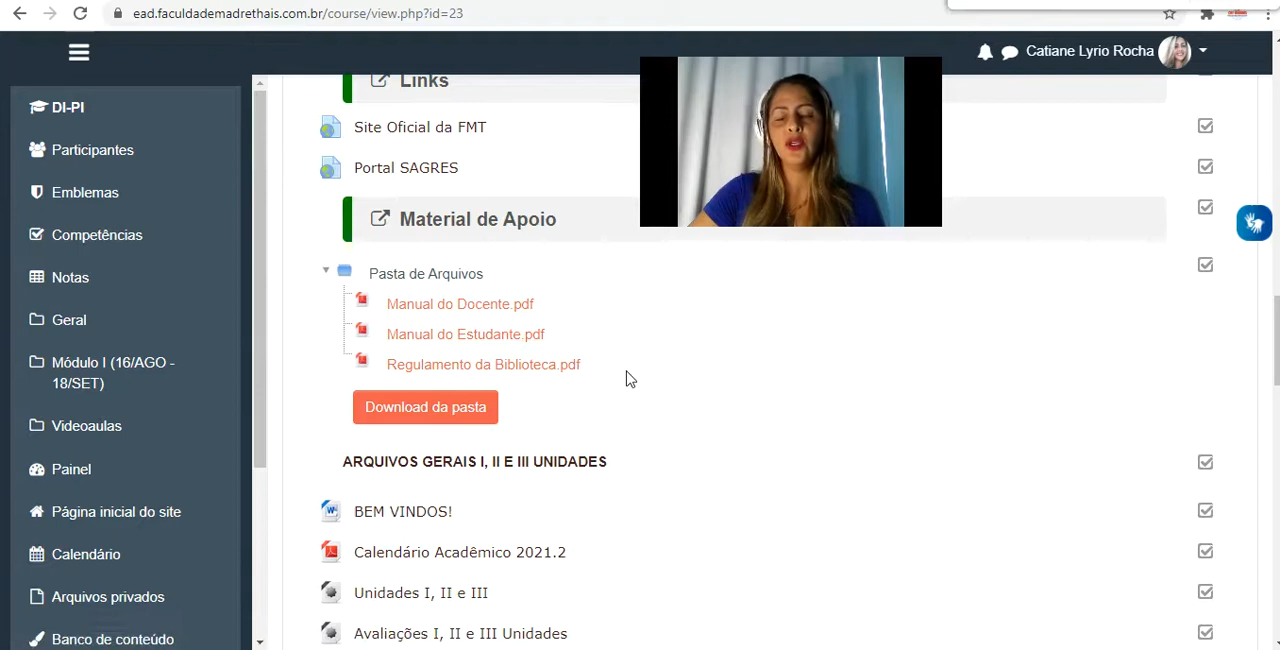 ead.faculdademadrethais.com.br/course/view.php?id=23
Catiane Lyrio Rocha
DI-PI
Participantes
Emblemas
Competências
Notas
Geral
Módulo I (16/AGO -
18/SET)
Videoaulas
Painel
Página inicial do site
Calendário
Arquivos privados
Banco de conteúdo
Links
Site Oficial da FMT
Portal SAGRES
Material de Apoio
Pasta de Arquivos
Manual do Docente.pdf
Manual do Estudante.pdf
Regulamento da Biblioteca.pdf
Download da pasta
ARQUIVOS GERAIS I, II E III UNIDADES
BEM VINDOS!
Calendário Acadêmico 2021.2
Unidades I, II e III
Avaliações I, II e III Unidades